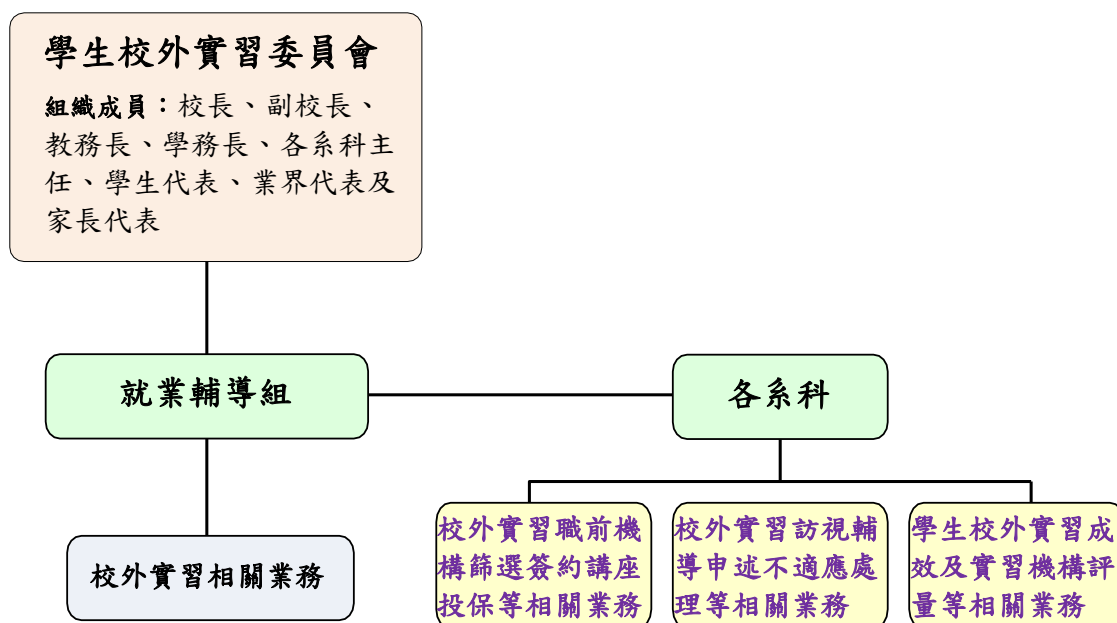 學生校外實習委員會
組織成員：校長、副校長、
教務長、學務長、各系科主
任、學生代表、業界代表及
家長代表
就業輔導組
各系科
校外實習相關業務
校外實習職前機
構篩選簽約講座
投保等相關業務
校外實習訪視輔
導申述不適應處
理等相關業務
學生校外實習成
效及實習機構評
量等相關業務